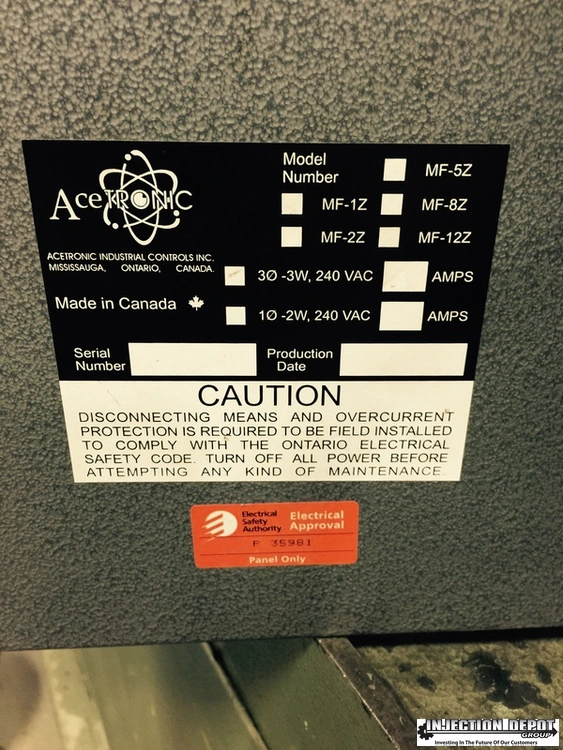 AceTRONIC
ACETRONIC INDUSTRIAL CONTROLS INC.
MISSISSAUGA, ONTARIO, CANADA.
Made in Canada
Model Number
MF-5Z
MF-1Z MF-8Z
MF-2Z MF-12Z
3Ø -3W, 240 VAC AMPS
1Ø -2W, 240 VAC AMPS
Serial Number
Production Date
CAUTION
DISCONNECTING MEANS AND OVERCURRENT
PROTECTION IS REQUIRED TO BE FIELD INSTALLED
TO COMPLY WITH THE ONTARIO ELECTRICAL
SAFETY CODE. TURN OFF ALL POWER BEFORE
ATTEMPTING ANY KIND OF MAINTENANCE.
Electrical
Safety
Authority
Electrical
Approval
P 35981
Panel Only
INJECTION DEPOT
GROUP
Investing In The Future Of Our Customers